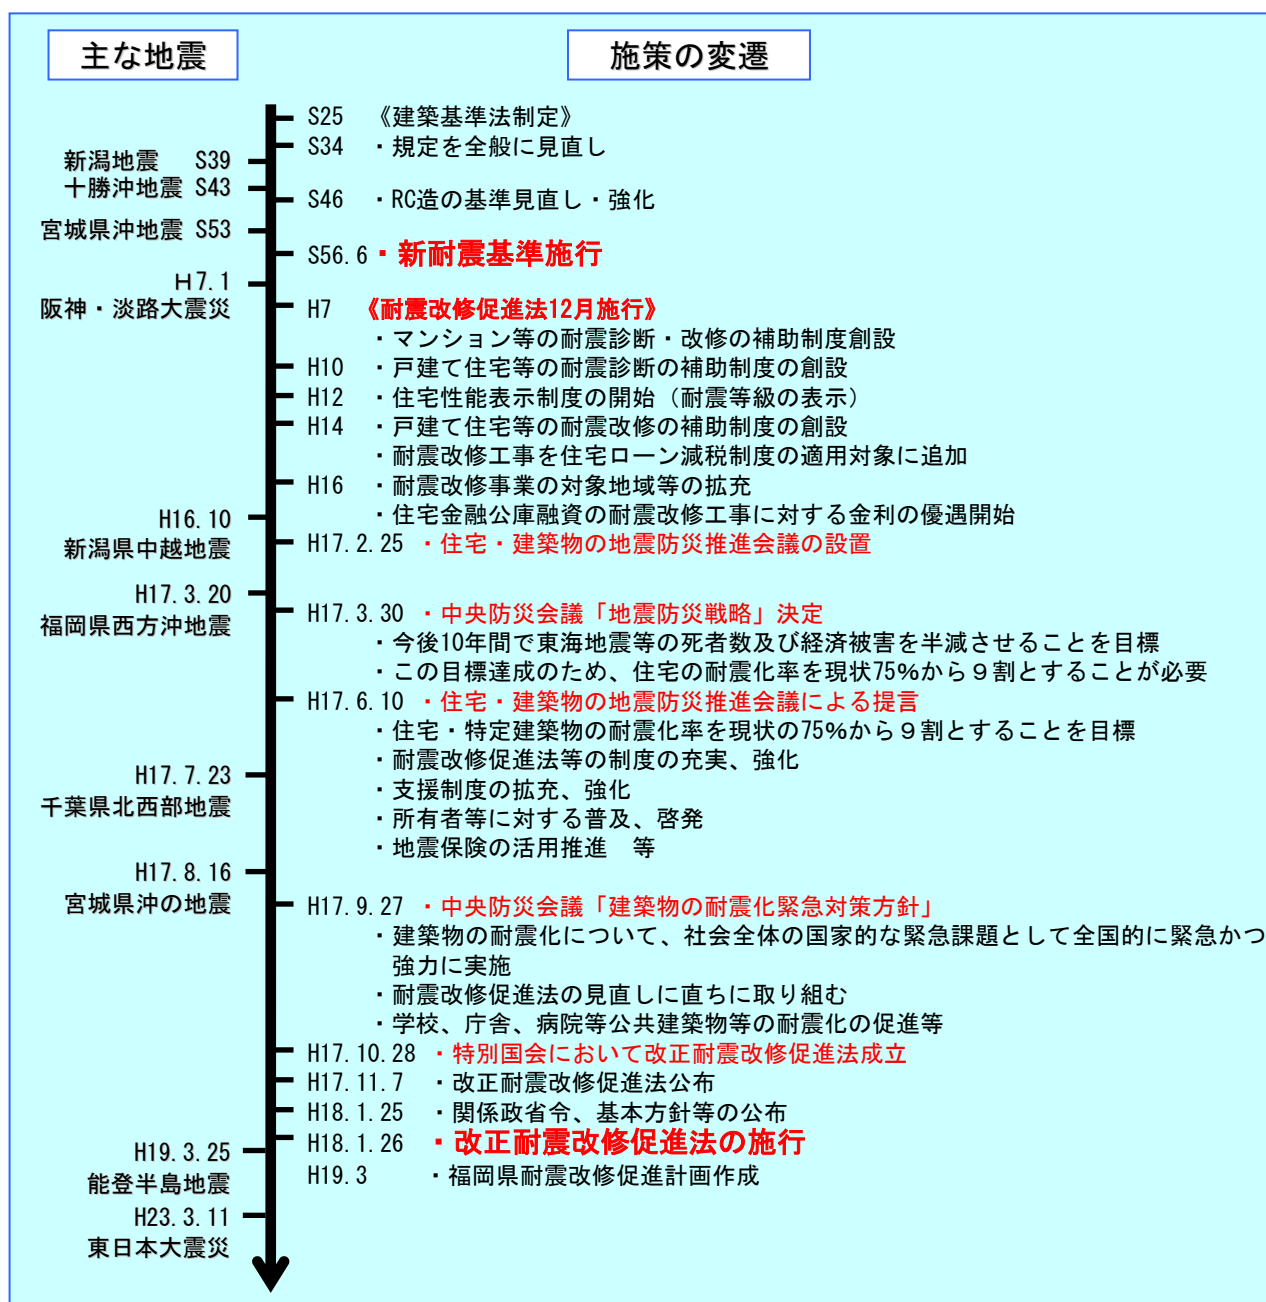 主な地震
施策の変遷
S25 《建築基準法制定》
S34 ・規定を全般に見直し
新潟地震 S39
十勝沖地震 S43
S46 ・RC造の基準見直し・強化
宮城県沖地震 S53
S56.6 ・新耐震基準施行
H7.1
阪神・淡路大震災
H7 《耐震改修促進法12月施行》
・マンション等の耐震診断・改修の補助制度創設
H10 ・戸建て住宅等の耐震診断の補助制度の創設
H12 ・住宅性能表示制度の開始（耐震等級の表示）
H14 ・戸建て住宅等の耐震改修の補助制度の創設
・耐震改修工事を住宅ローン減税制度の適用対象に追加
H16 ・耐震改修事業の対象地域等の拡充
・住宅金融公庫融資の耐震改修工事に対する金利の優遇開始
H16.10
新潟県中越地震
H17.2.25 ・住宅・建築物の地震防災推進会議の設置
H17.3.20
福岡県西方沖地震
H17.3.30 ・中央防災会議「地震防災戦略」決定
・今後10年間で東海地震等の死者数及び経済被害を半減させることを目標
・この目標達成のため、住宅の耐震化率を現状75%から９割とすることが必要
H17.6.10 ・住宅・建築物の地震防災推進会議による提言
・住宅・特定建築物の耐震化率を現状の75%から９割とすることを目標
・耐震改修促進法等の制度の充実、強化
・支援制度の拡充、強化
・所有者等に対する普及、啓発
・地震保険の活用推進　等
H17.7.23
千葉県北西部地震
H17.8.16
宮城県沖の地震
H17.9.27 ・中央防災会議「建築物の耐震化緊急対策方針」
・建築物の耐震化について、社会全体の国家的な緊急課題として全国的に緊急かつ
強力に実施
・耐震改修促進法の見直しに直ちに取り組む
・学校、庁舎、病院等公共建築物等の耐震化の促進等
H17.10.28 ・特別国会において改正耐震改修促進法成立
H17.11.7 ・改正耐震改修促進法公布
H18.1.25 ・関係政省令、基本方針等の公布
H18.1.26 ・改正耐震改修促進法の施行
H19.3.25
能登半島地震
H19.3 ・福岡県耐震改修促進計画作成
H23.3.11
東日本大震災